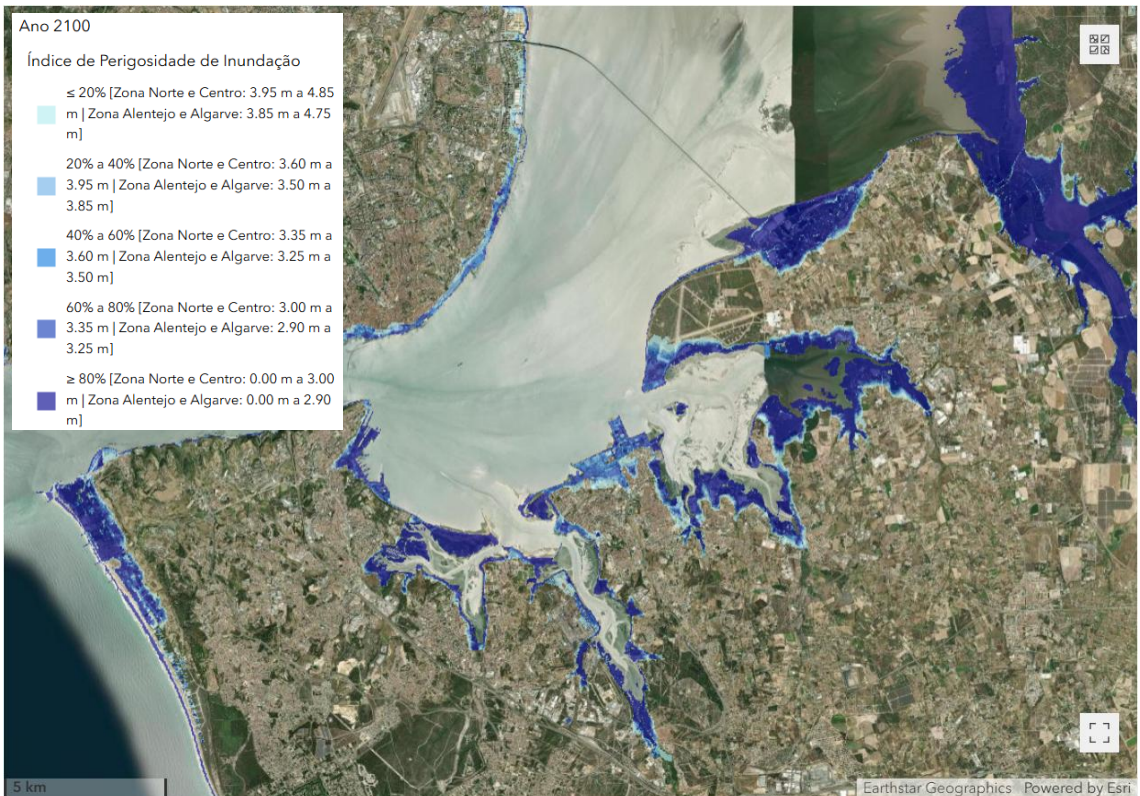 Ano 2100
Índice de Perigosidade de Inundação
≤ 20% [Zona Norte e Centro: 3.95 m a 4.85
m | Zona Alentejo e Algarve: 3.85 m a 4.75
m]
20% a 40% [Zona Norte e Centro: 3.60 m a
3.95 m | Zona Alentejo e Algarve: 3.50 m a
3.85 m]
40% a 60% [Zona Norte e Centro: 3.35 m a
3.60 m | Zona Alentejo e Algarve: 3.25 m a
3.50 m]
60% a 80% [Zona Norte e Centro: 3.00 m a
3.35 m | Zona Alentejo e Algarve: 2.90 m a
3.25 m]
≥ 80% [Zona Norte e Centro: 0.00 m a 3.00
m | Zona Alentejo e Algarve: 0.00 m a 2.90
m]
5 km
Earthstar Geographics Powered by Esri